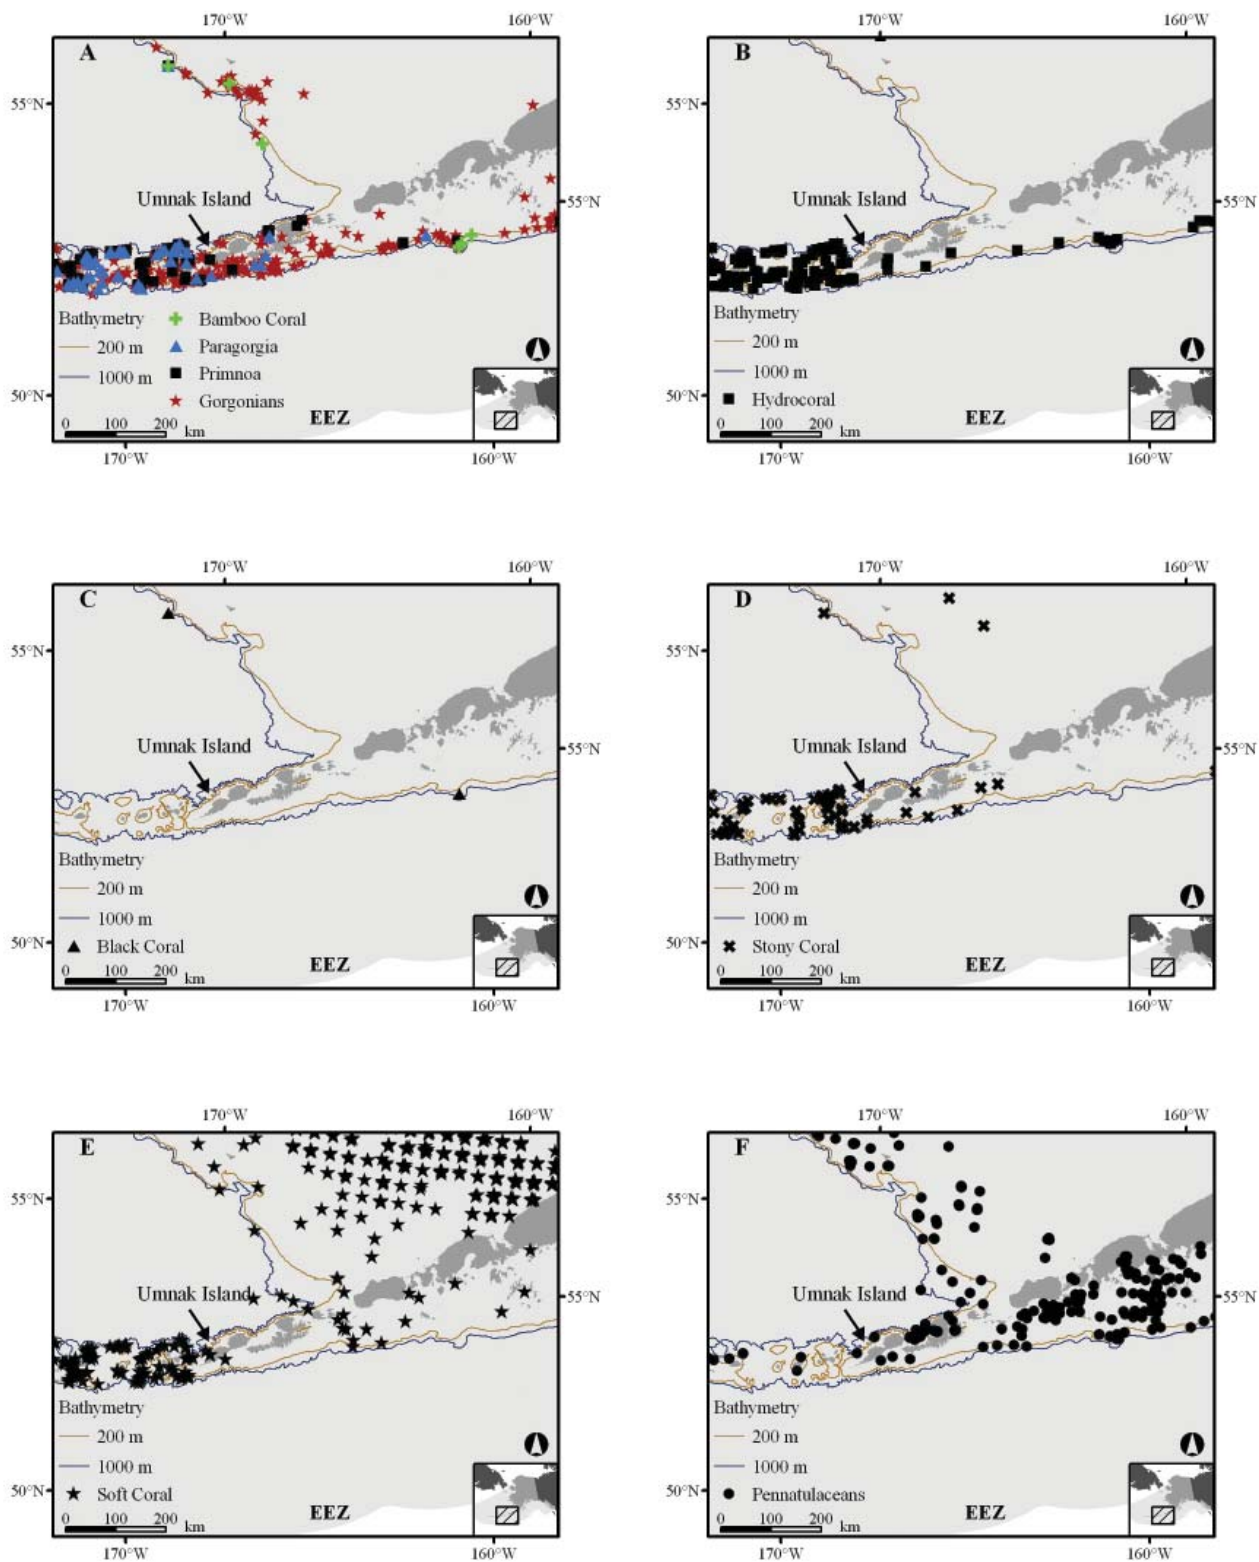 170°W 160°W
A
55°N
Umnak Island
55°N
Bathymetry
200 m
1000 m
Bamboo Coral
Paragorgia
Primnoa
Gorgonians
50°N
EEZ
0 100 200 km
170°W 160°W
170°W 160°W
B
55°N
Umnak Island
55°N
Bathymetry
200 m
1000 m
Hydrocoral
50°N
EEZ
0 100 200 km
170°W 160°W
170°W 160°W
C
55°N
Umnak Island
55°N
Bathymetry
200 m
1000 m
Black Coral
50°N
EEZ
0 100 200 km
170°W 160°W
170°W 160°W
D
55°N
Umnak Island
55°N
Bathymetry
200 m
1000 m
Stony Coral
50°N
EEZ
0 100 200 km
170°W 160°W
170°W 160°W
E
55°N
Umnak Island
55°N
Bathymetry
200 m
1000 m
Soft Coral
50°N
EEZ
0 100 200 km
170°W 160°W
170°W 160°W
F
55°N
Umnak Island
55°N
Bathymetry
200 m
1000 m
Pennatulaceans
50°N
EEZ
0 100 200 km
170°W 160°W